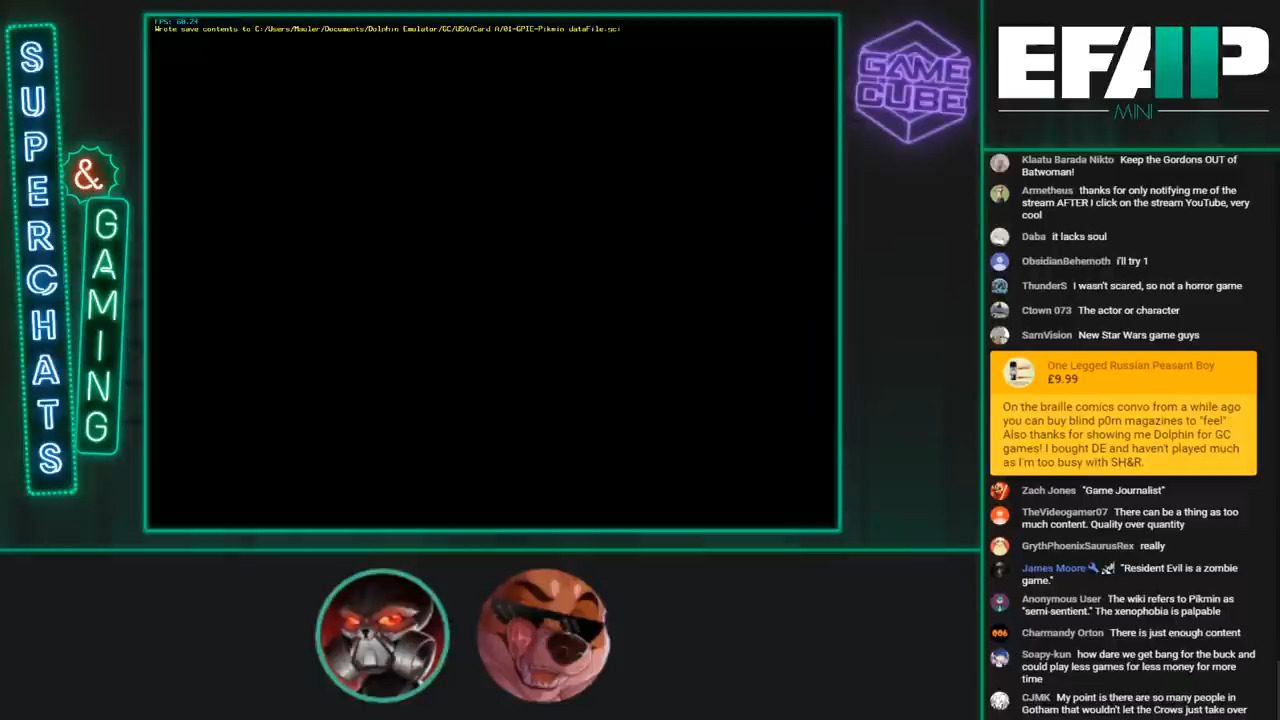 SUPERCHATS
&
GAMING
FPS: 60.24
Wrote save contents to C:/Users/Mauler/Documents/Dolphin Emulator/GC/USA/Card A/01-GPIE-Pikmin dataFile.gci
GAME
CUBE
EFAP
MINI
Klaatu Barada Nikto Keep the Gordons OUT of
Batwoman!
Armetheus thanks for only notifying me of the
stream AFTER I click on the stream YouTube, very
cool
Daba it lacks soul
ObsidianBehemoth i'll try 1
ThunderS I wasn't scared, so not a horror game
Ctown 073 The actor or character
SarnVision New Star Wars game guys
One Legged Russian Peasant Boy
£9.99
On the braille comics convo from a while ago
you can buy blind p0rn magazines to "feel"
Also thanks for showing me Dolphin for GC
games! I bought DE and haven't played much
as I'm too busy with SH&R.
Zach Jones "Game Journalist"
TheVideogamer07 There can be a thing as too
much content. Quality over quantity
GrythPhoenixSaurusRex really
James Moore "Resident Evil is a zombie
game."
Anonymous User The wiki refers to Pikmin as
"semi-sentient." The xenophobia is palpable
Charmandy Orton There is just enough content
Soapy-kun how dare we get bang for the buck and
could play less games for less money for more
time
CJMK My point is there are so many people in
Gotham that wouldn't let the Crows just take over